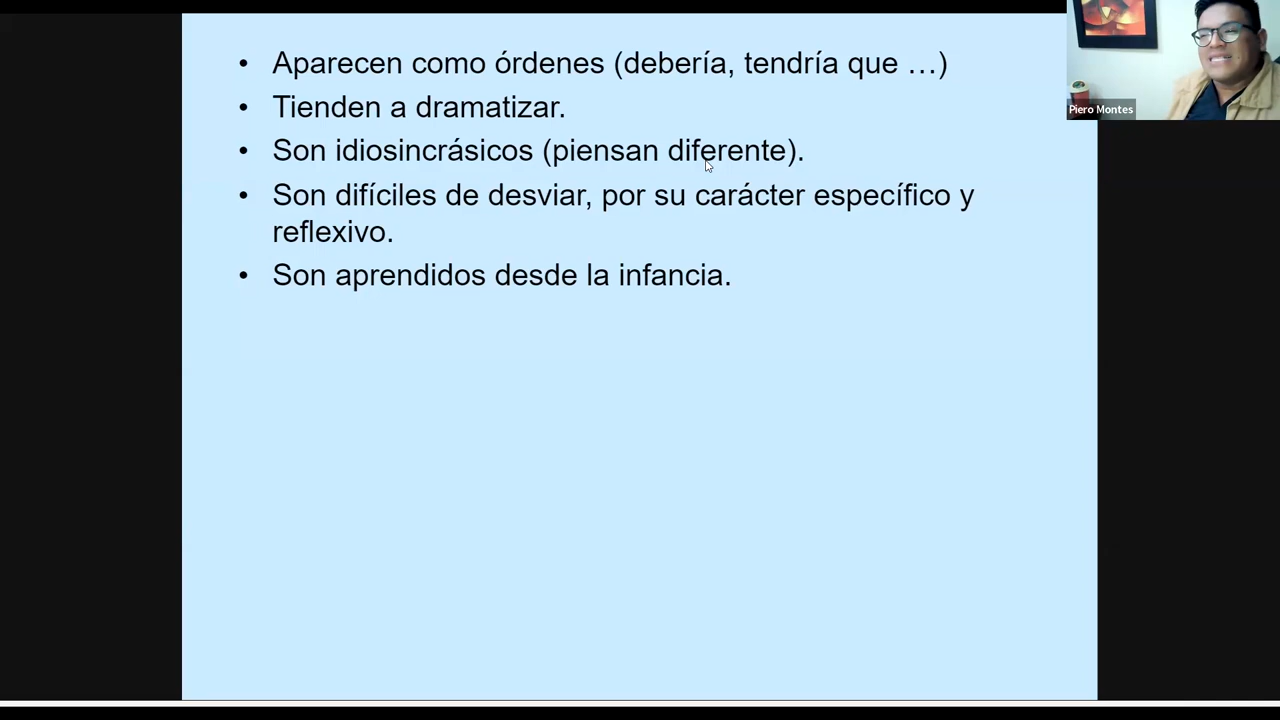 • Aparecen como órdenes (debería, tendría que …)
• Tienden a dramatizar.
• Son idiosincrásicos (piensan diferente).
• Son difíciles de desviar, por su carácter específico y
reflexivo.
• Son aprendidos desde la infancia.
Piero Montes